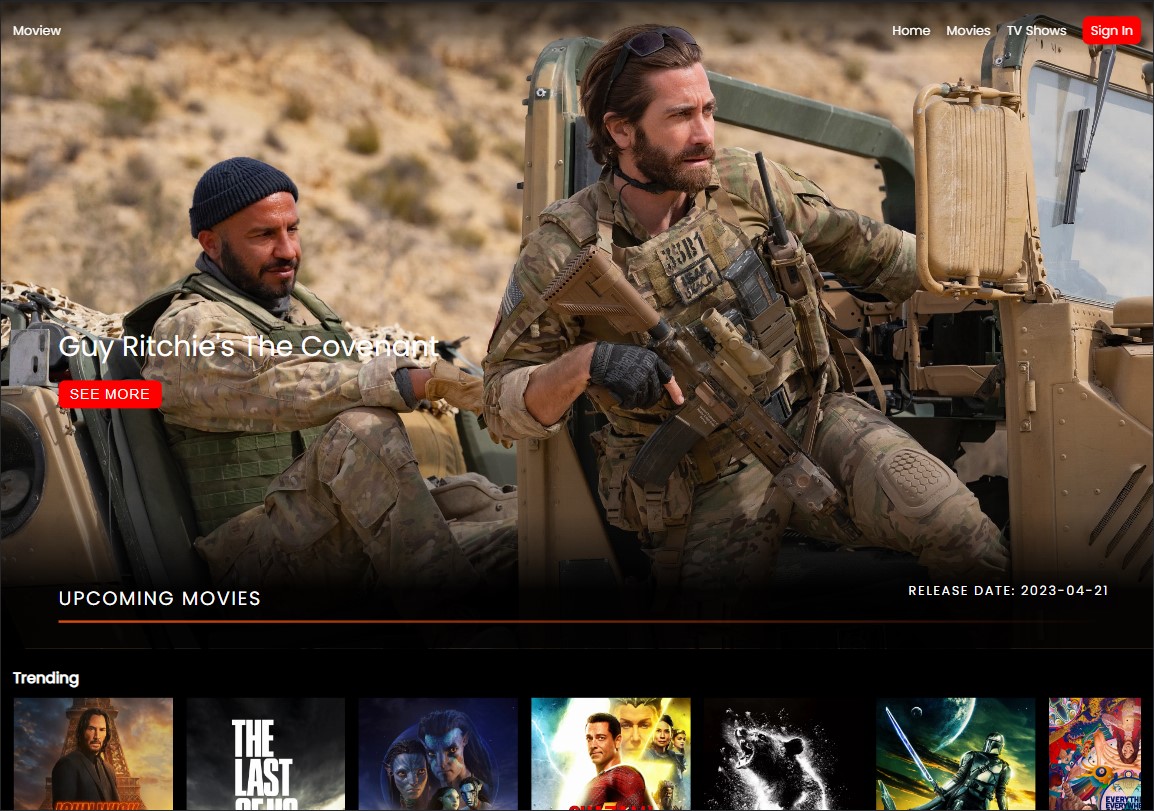 Moview
Home Movies TV Shows Sign In
35B1
Guy Ritchie's The Covenant
SEE MORE
UPCOMING MOVIES
RELEASE DATE: 2023-04-21
Trending
THE
LAST